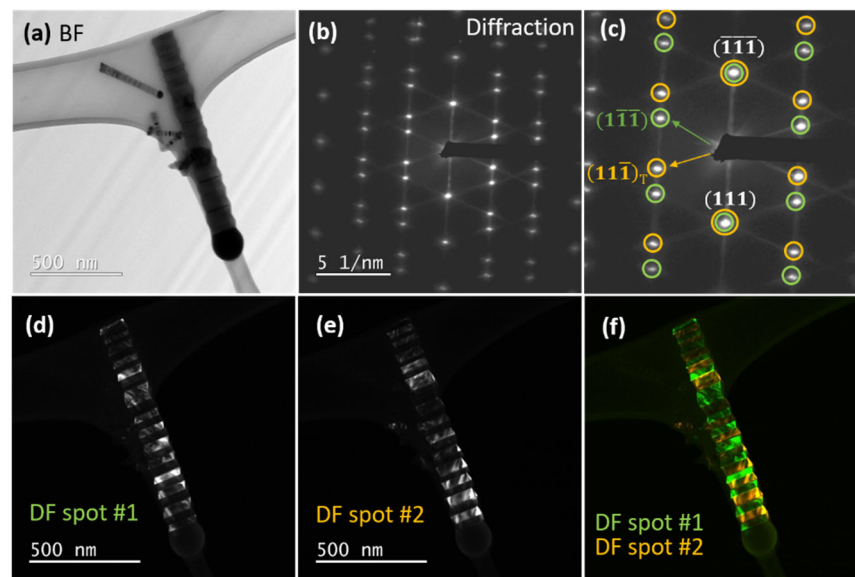 (a) BF
500 nm
(b) Diffraction
5 1/nm
(c)
(1̅1̅1̅)
(11̅1̅)
(111̅)T
(111)
(d)
DF spot #1
500 nm
(e)
DF spot #2
500 nm
(f)
DF spot #1
DF spot #2